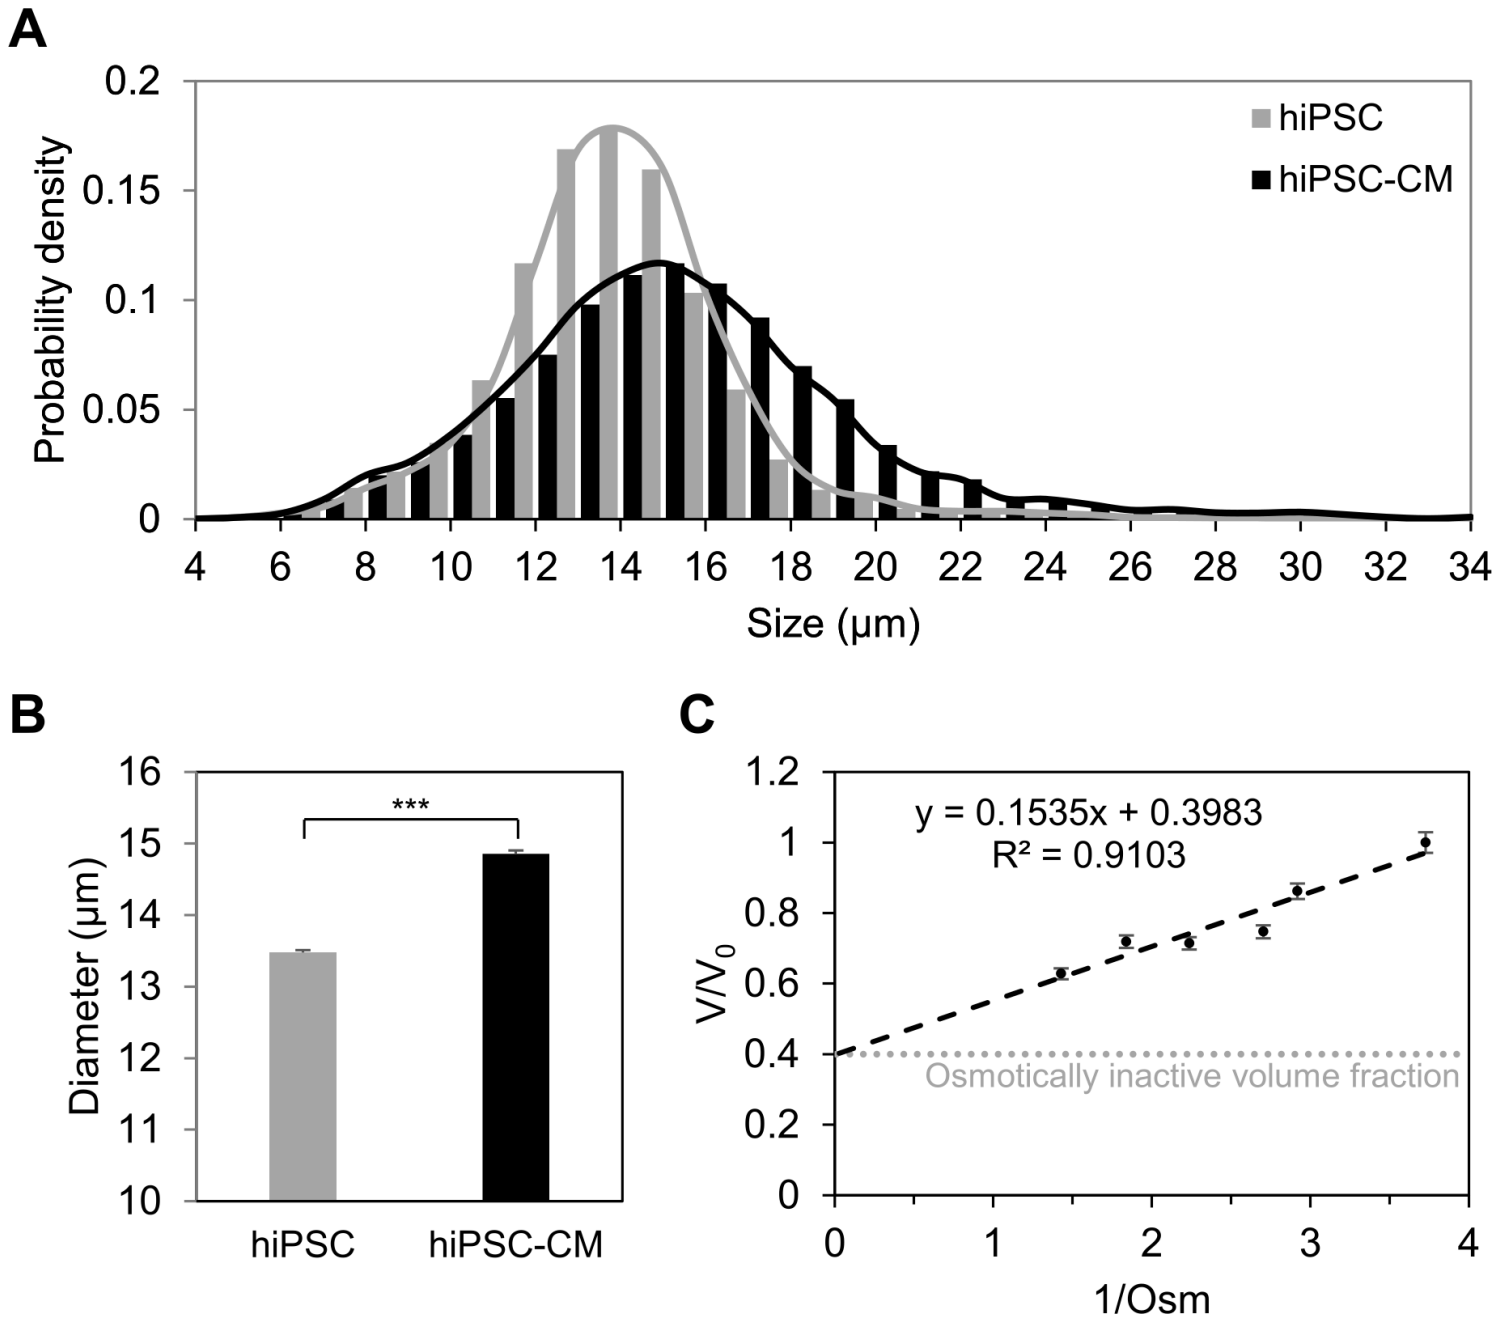 A
0.2
0.15
0.1
0.05
0
Probability density
hiPSC
hiPSC-CM
4 6 8 10 12 14 16 18 20 22 24 26 28 30 32 34
Size (µm)
B
16
15
14
13
12
11
10
Diameter (µm)
***
hiPSC hiPSC-CM
C
1.2
1
0.8
0.6
0.4
0.2
0
V/V₀
y = 0.1535x + 0.3983
R² = 0.9103
Osmotically inactive volume fraction
0 1 2 3 4
1/Osm